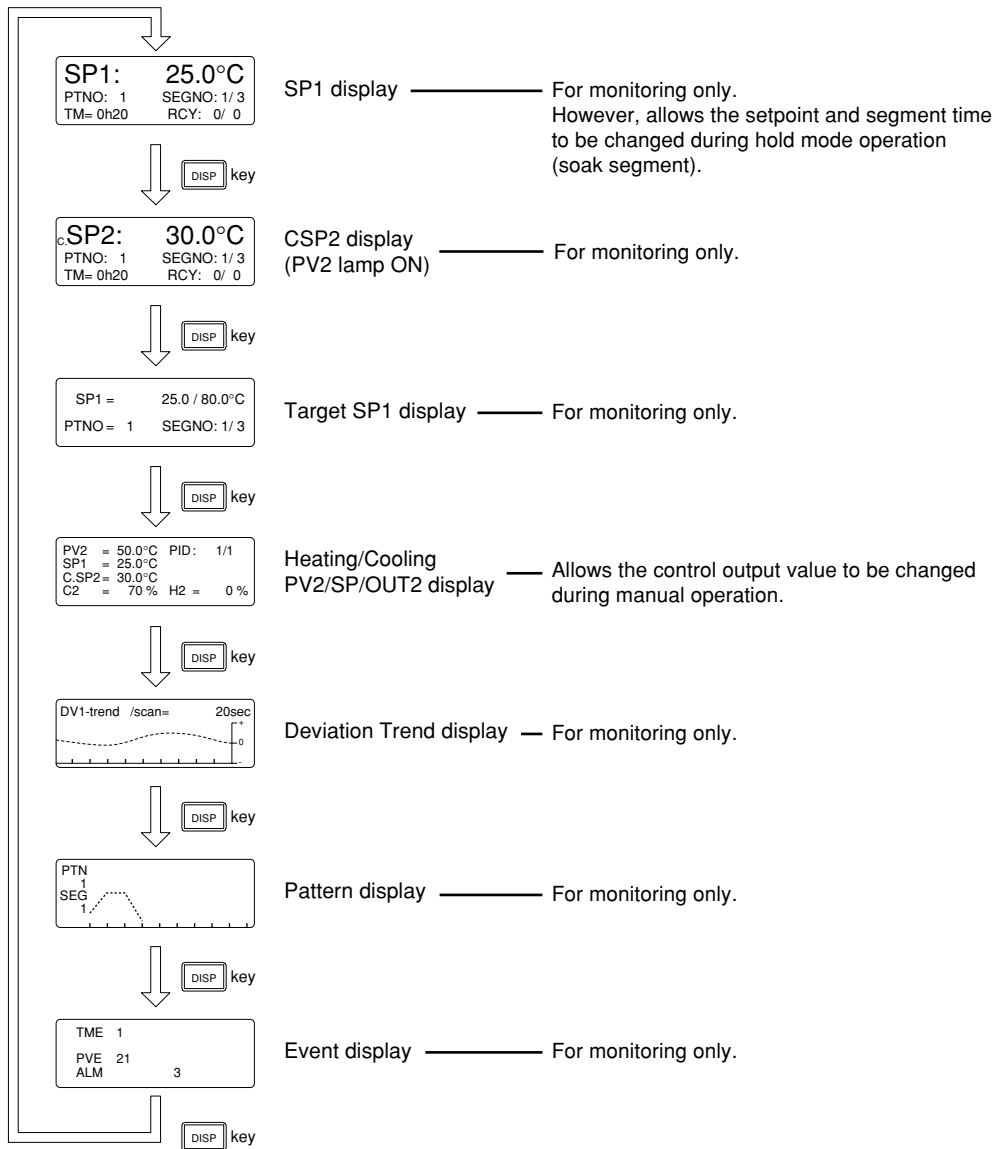 SP1: 25.0°C
PTNO: 1 SEGNO: 1/ 3
TM= 0h20 RCY: 0/ 0
SP1 display
For monitoring only.
However, allows the setpoint and segment time
to be changed during hold mode operation
(soak segment).
DISP key
C.SP2: 30.0°C
PTNO: 1 SEGNO: 1/ 3
TM= 0h20 RCY: 0/ 0
CSP2 display
(PV2 lamp ON)
For monitoring only.
DISP key
SP1 = 25.0 / 80.0°C
PTNO = 1 SEGNO: 1/ 3
Target SP1 display
For monitoring only.
DISP key
PV2 = 50.0°C PID: 1/1
SP1 = 25.0°C
C.SP2= 30.0°C
C2 = 70 % H2 = 0 %
Heating/Cooling
PV2/SP/OUT2 display
Allows the control output value to be changed
during manual operation.
DISP key
DV1-trend /scan= 20sec
+
0
-
Deviation Trend display
For monitoring only.
DISP key
PTN
1
SEG
1
Pattern display
For monitoring only.
DISP key
TME 1
PVE 21
ALM 3
Event display
For monitoring only.
DISP key